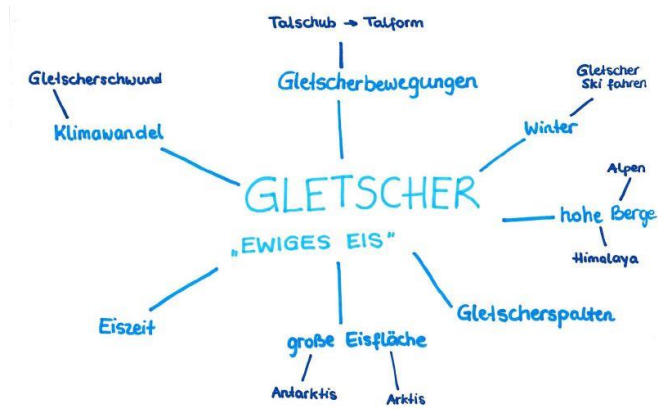 Talschub → Talform
Gletscherbewegungen
Gletscherschwund
Klimawandel
Gletscher
Ski fahren
Winter
GLETSCHER
„EWIGES EIS"
Alpen
hohe Berge
Himalaya
Eiszeit
große Eisfläche
Antarktis
Arktis
Gletscherspalten